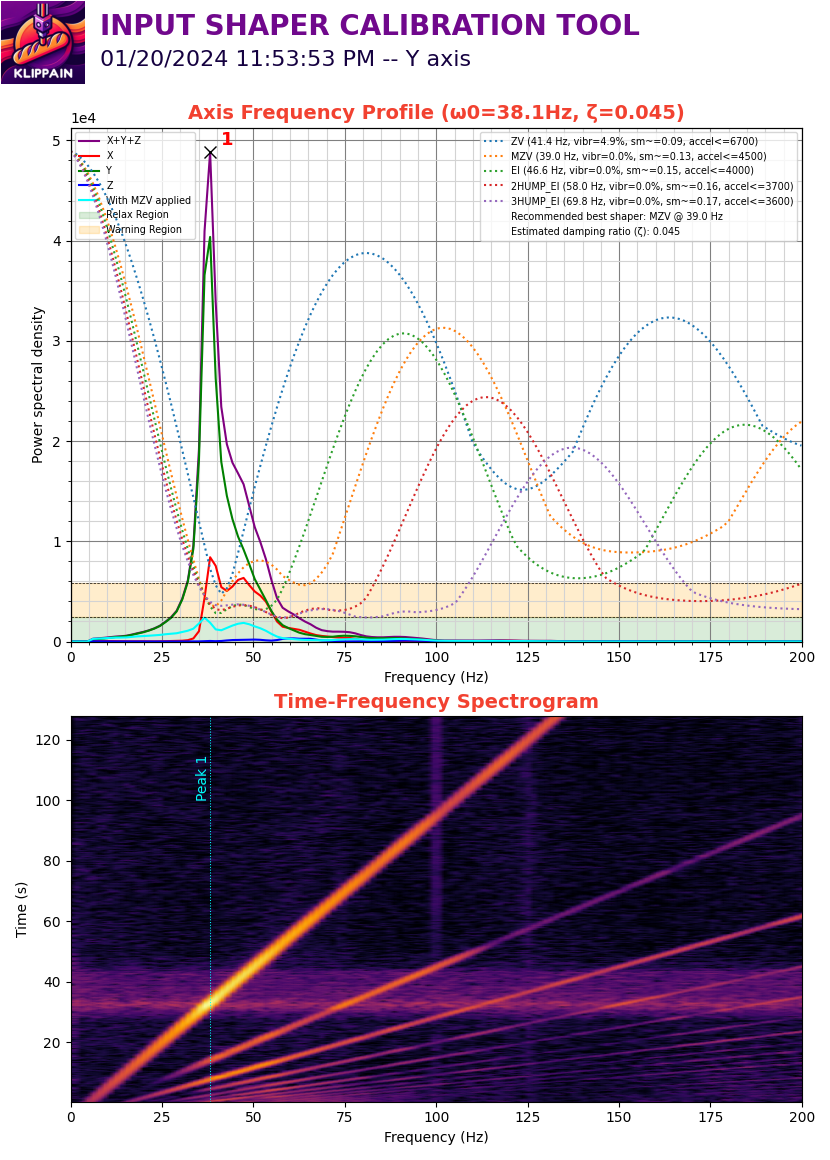 KLIPPAIN
INPUT SHAPER CALIBRATION TOOL
01/20/2024 11:53:53 PM -- Y axis
Axis Frequency Profile (ω0=38.1Hz, ζ=0.045)
1e4
X+Y+Z
X
Y
Z
With MZV applied
Relax Region
Warning Region
1
ZV (41.4 Hz, vibr=4.9%, sm~=0.09, accel<=6700)
MZV (39.0 Hz, vibr=0.0%, sm~=0.13, accel<=4500)
EI (46.6 Hz, vibr=0.0%, sm~=0.15, accel<=4000)
2HUMP_EI (58.0 Hz, vibr=0.0%, sm~=0.16, accel<=3700)
3HUMP_EI (69.8 Hz, vibr=0.0%, sm~=0.17, accel<=3600)
Recommended best shaper: MZV @ 39.0 Hz
Estimated damping ratio (ζ): 0.045
Power spectral density
5
4
3
2
1
0
0 25 50 75 100 125 150 175 200
Frequency (Hz)
Time-Frequency Spectrogram
Peak 1
Time (s)
120
100
80
60
40
20
0 25 50 75 100 125 150 175 200
Frequency (Hz)